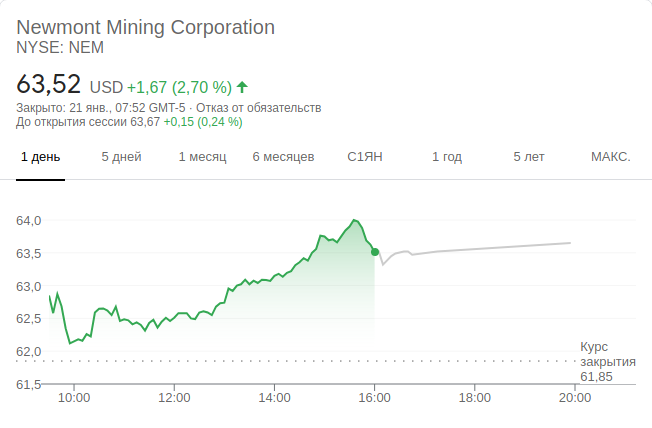 Newmont Mining Corporation
NYSE: NEM
63,52 USD +1,67 (2,70 %)
Закрыто: 21 янв., 07:52 GMT-5 · Отказ от обязательств
До открытия сессии 63,67 +0,15 (0,24 %)
1 день 5 дней 1 месяц 6 месяцев С1ЯН 1 год 5 лет МАКС.
64,0
63,5
63,0
62,5
62,0
61,5
Курс
закрытия
61,85
10:00 12:00 14:00 16:00 18:00 20:00